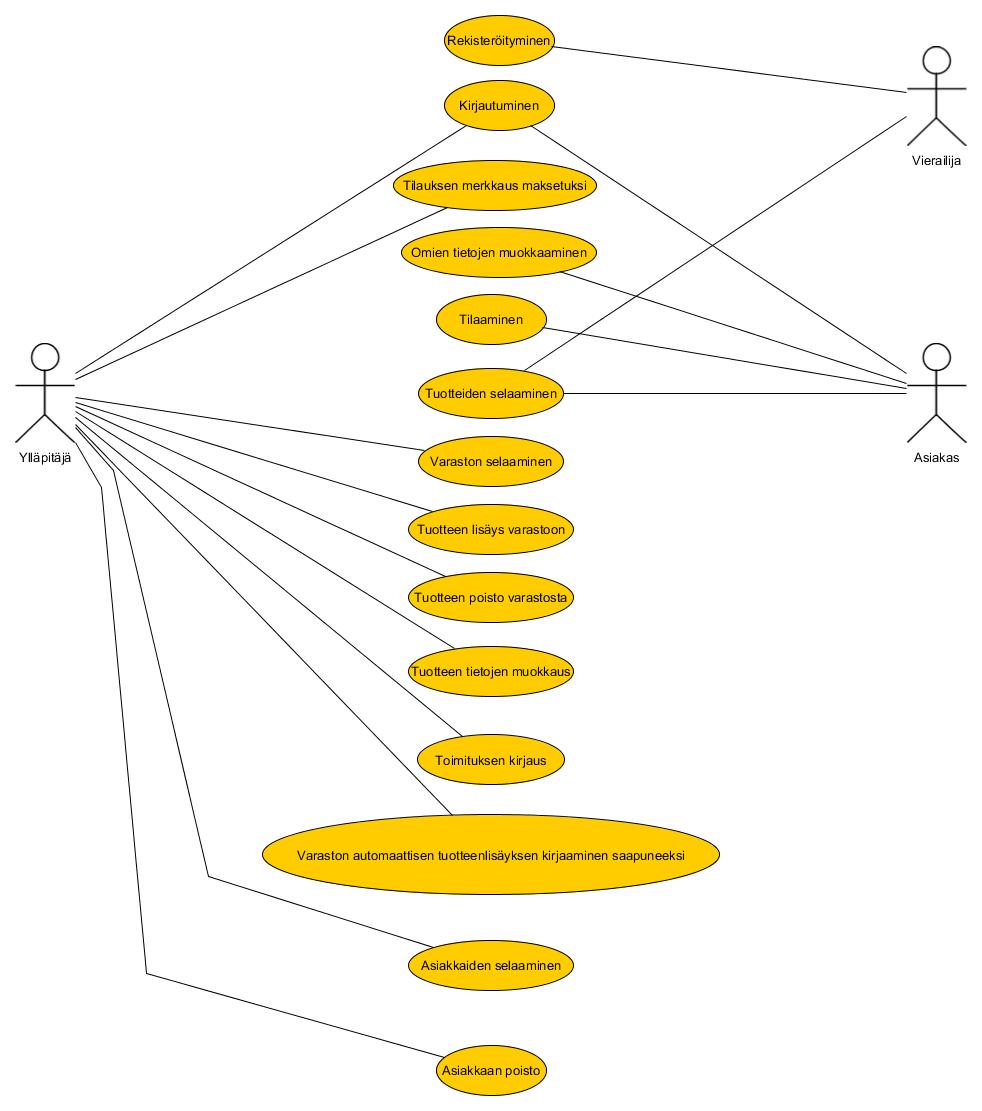 Rekisteröityminen
Kirjautuminen
Vierailija
Tilauksen merkkaus maksetuksi
Omien tietojen muokkaaminen
Tilaaminen
Tuotteiden selaaminen
Ylläpitäjä
Asiakas
Varaston selaaminen
Tuotteen lisäys varastoon
Tuotteen poisto varastosta
Tuotteen tietojen muokkaus
Toimituksen kirjaus
Varaston automaattisen tuotteenlisäyksen kirjaaminen saapuneeksi
Asiakkaiden selaaminen
Asiakkaan poisto